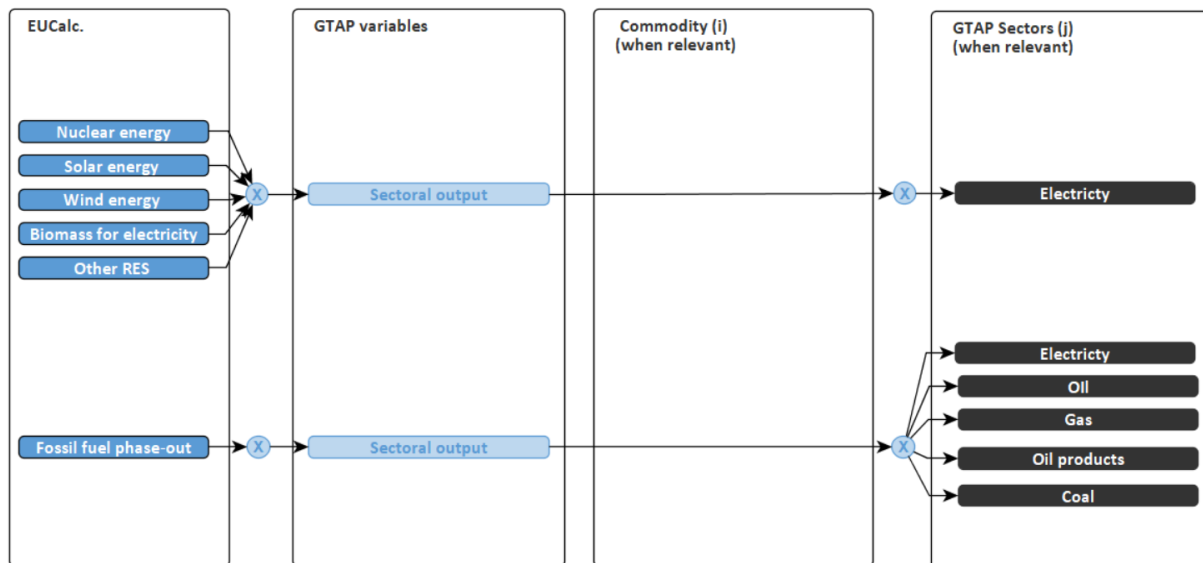 EUCalc.
GTAP variables
Commodity (i)
(when relevant)
GTAP Sectors (j)
(when relevant)
Nuclear energy
Solar energy
Wind energy
Biomass for electricity
Other RES
X
Sectoral output
X
Electricty
Fossil fuel phase-out
X
Sectoral output
X
Electricty
OIl
Gas
Oil products
Coal